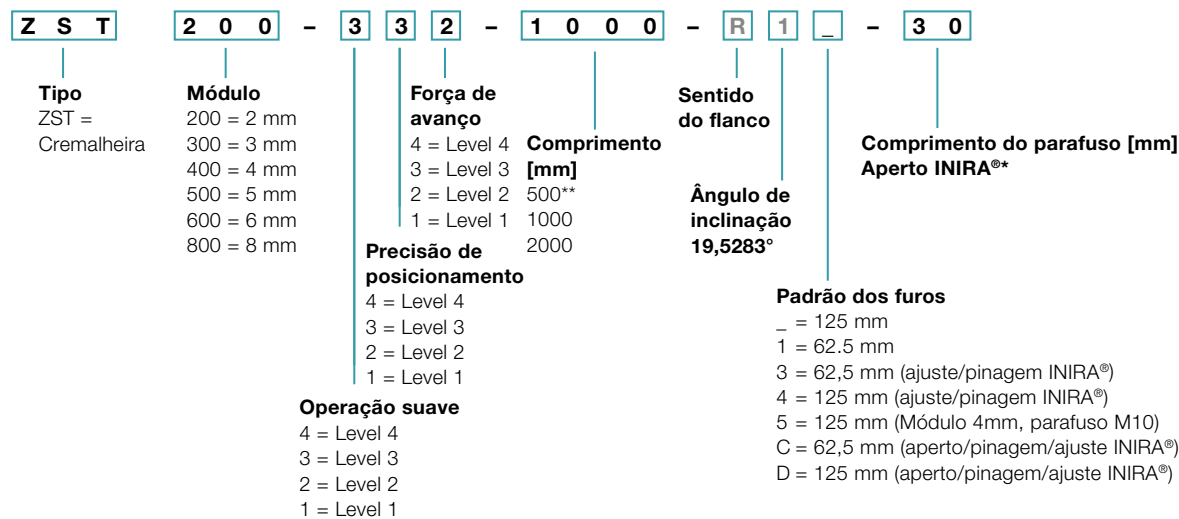 Z S T 2 0 0 – 3 3 2 – 1 0 0 0 – R 1 _ – 3 0
Tipo
ZST =
Cremalheira
Módulo
200 = 2 mm
300 = 3 mm
400 = 4 mm
500 = 5 mm
600 = 6 mm
800 = 8 mm
Operação suave
4 = Level 4
3 = Level 3
2 = Level 2
1 = Level 1
Precisão de
posicionamento
4 = Level 4
3 = Level 3
2 = Level 2
1 = Level 1
Força de
avanço
4 = Level 4
3 = Level 3
2 = Level 2
1 = Level 1
Comprimento
[mm]
500**
1000
2000
Sentido
do flanco
Ângulo de
inclinação
19,5283°
Padrão dos furos
_ = 125 mm
1 = 62.5 mm
3 = 62,5 mm (ajuste/pinagem INIRA®)
4 = 125 mm (ajuste/pinagem INIRA®)
5 = 125 mm (Módulo 4mm, parafuso M10)
C = 62,5 mm (aperto/pinagem/ajuste INIRA®)
D = 125 mm (aperto/pinagem/ajuste INIRA®)
Comprimento do parafuso [mm]
Aperto INIRA®*